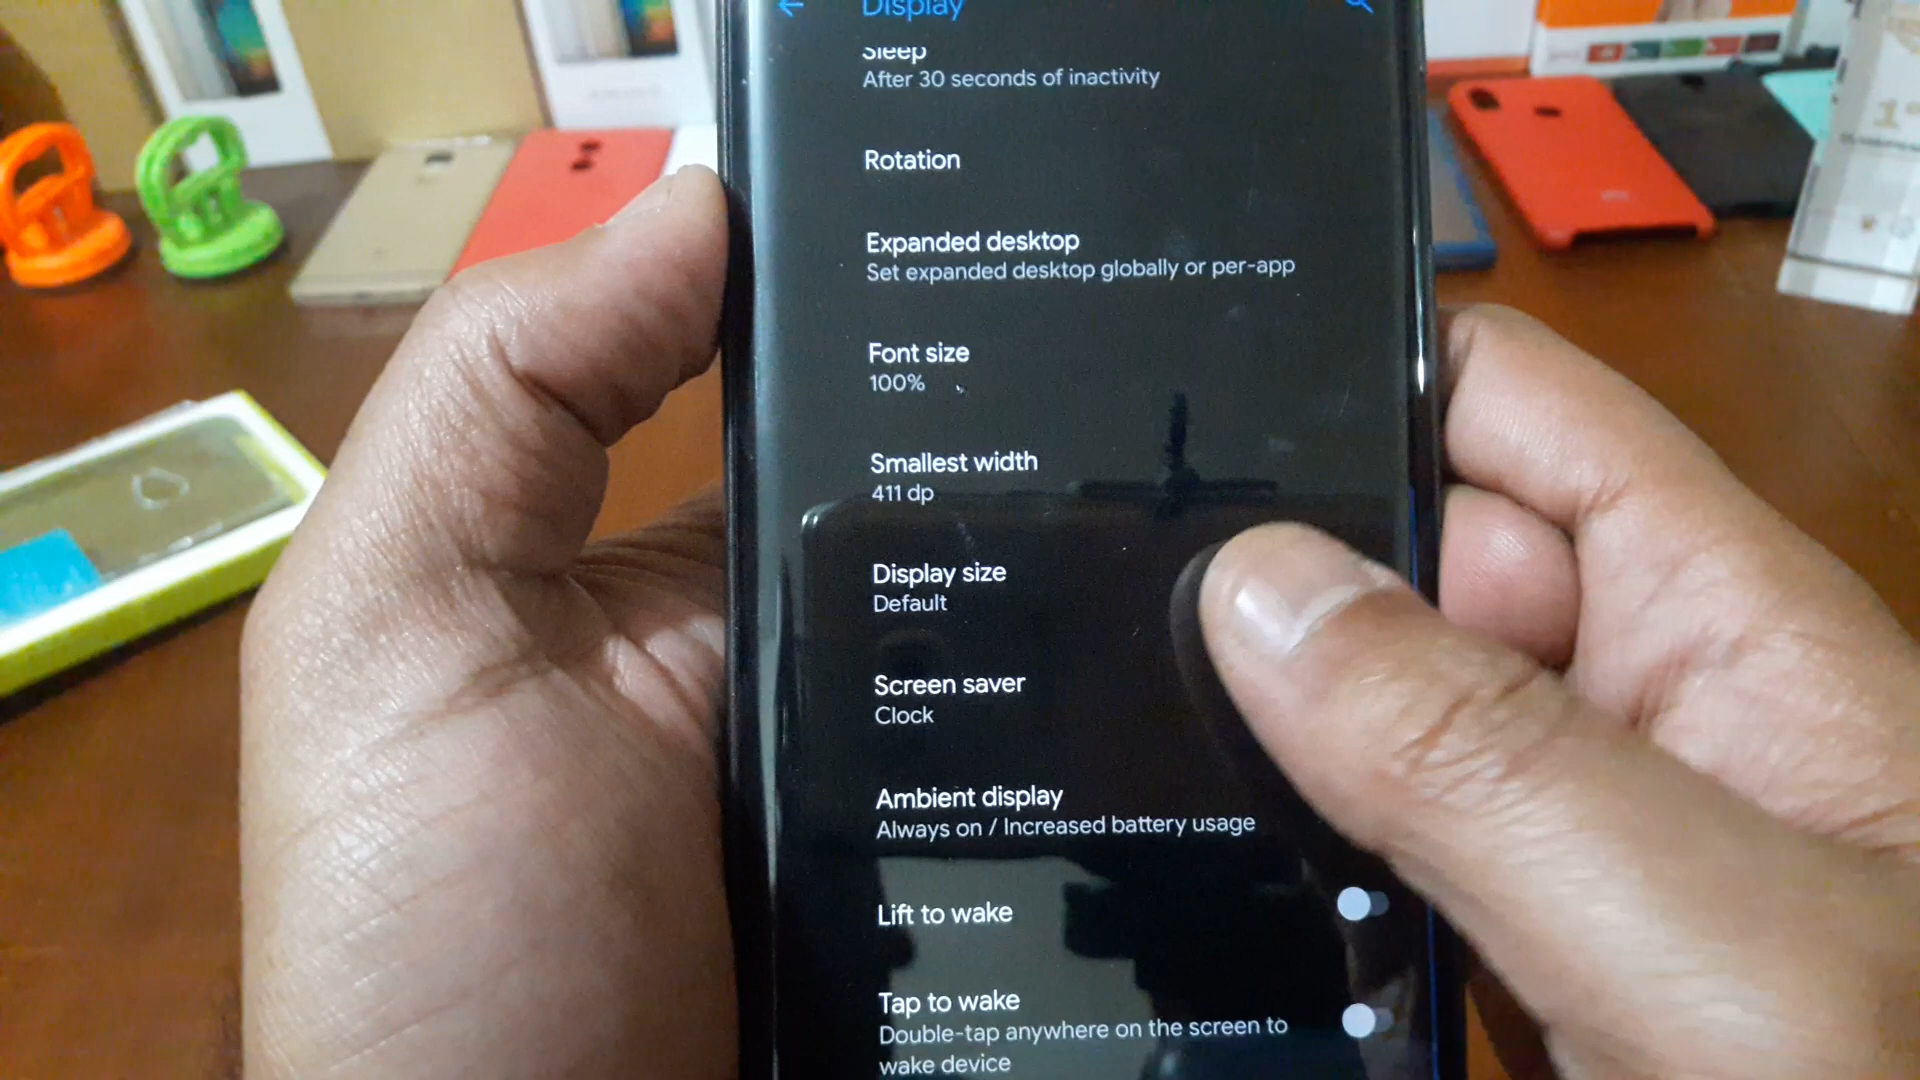 Display
Sleep
After 30 seconds of inactivity
Rotation
Expanded desktop
Set expanded desktop globally or per-app
Font size
100%
Smallest width
411 dp
Display size
Default
Screen saver
Clock
Ambient display
Always on / Increased battery usage
Lift to wake
Tap to wake
Double-tap anywhere on the screen to
wake device